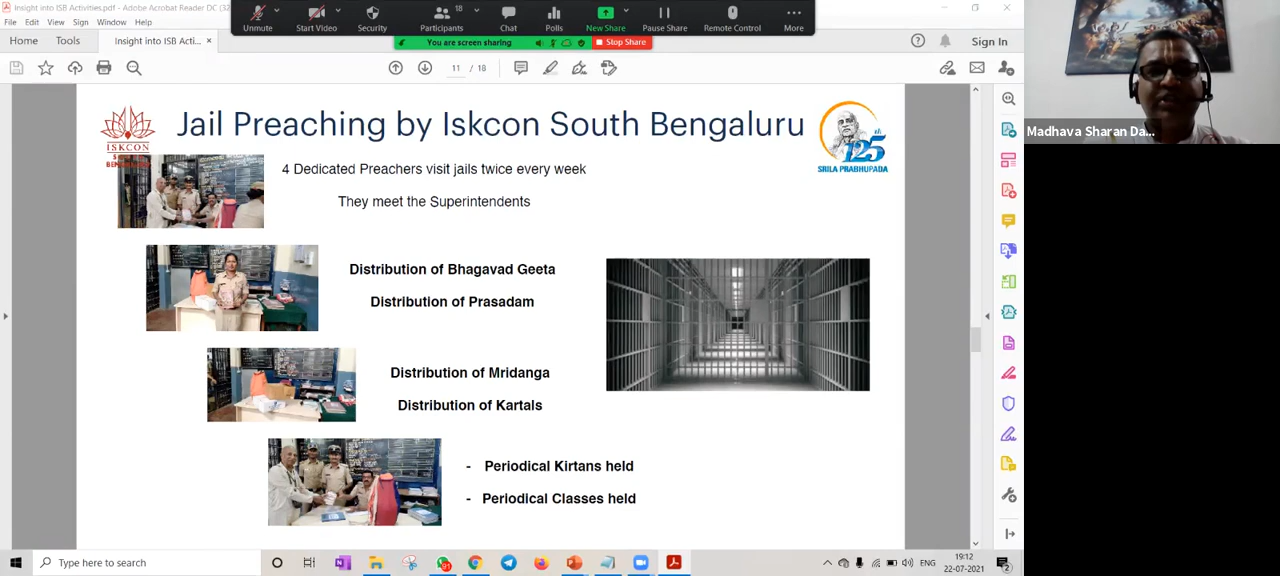 Insight into ISB Activities.pdf - Adobe Acrobat Reader DC (32
File Edit View Sign Window Help
Unmute Start Video Security Participants 18 Chat Polls New Share Pause Share Remote Control More
You are screen sharing Stop Share
Home Tools Insight into ISB Acti... × Sign In
11 / 18
Jail Preaching by Iskcon South Bengaluru
ISKCON
BENGALURU
125
SRILA PRABHUPADA
4 Dedicated Preachers visit jails twice every week
They meet the Superintendents
Distribution of Bhagavad Geeta
Distribution of Prasadam
Distribution of Mridanga
Distribution of Kartals
- Periodical Kirtans held
- Periodical Classes held
Madhava Sharan Da...
Type here to search
ENG
19:12
22-07-2021
2